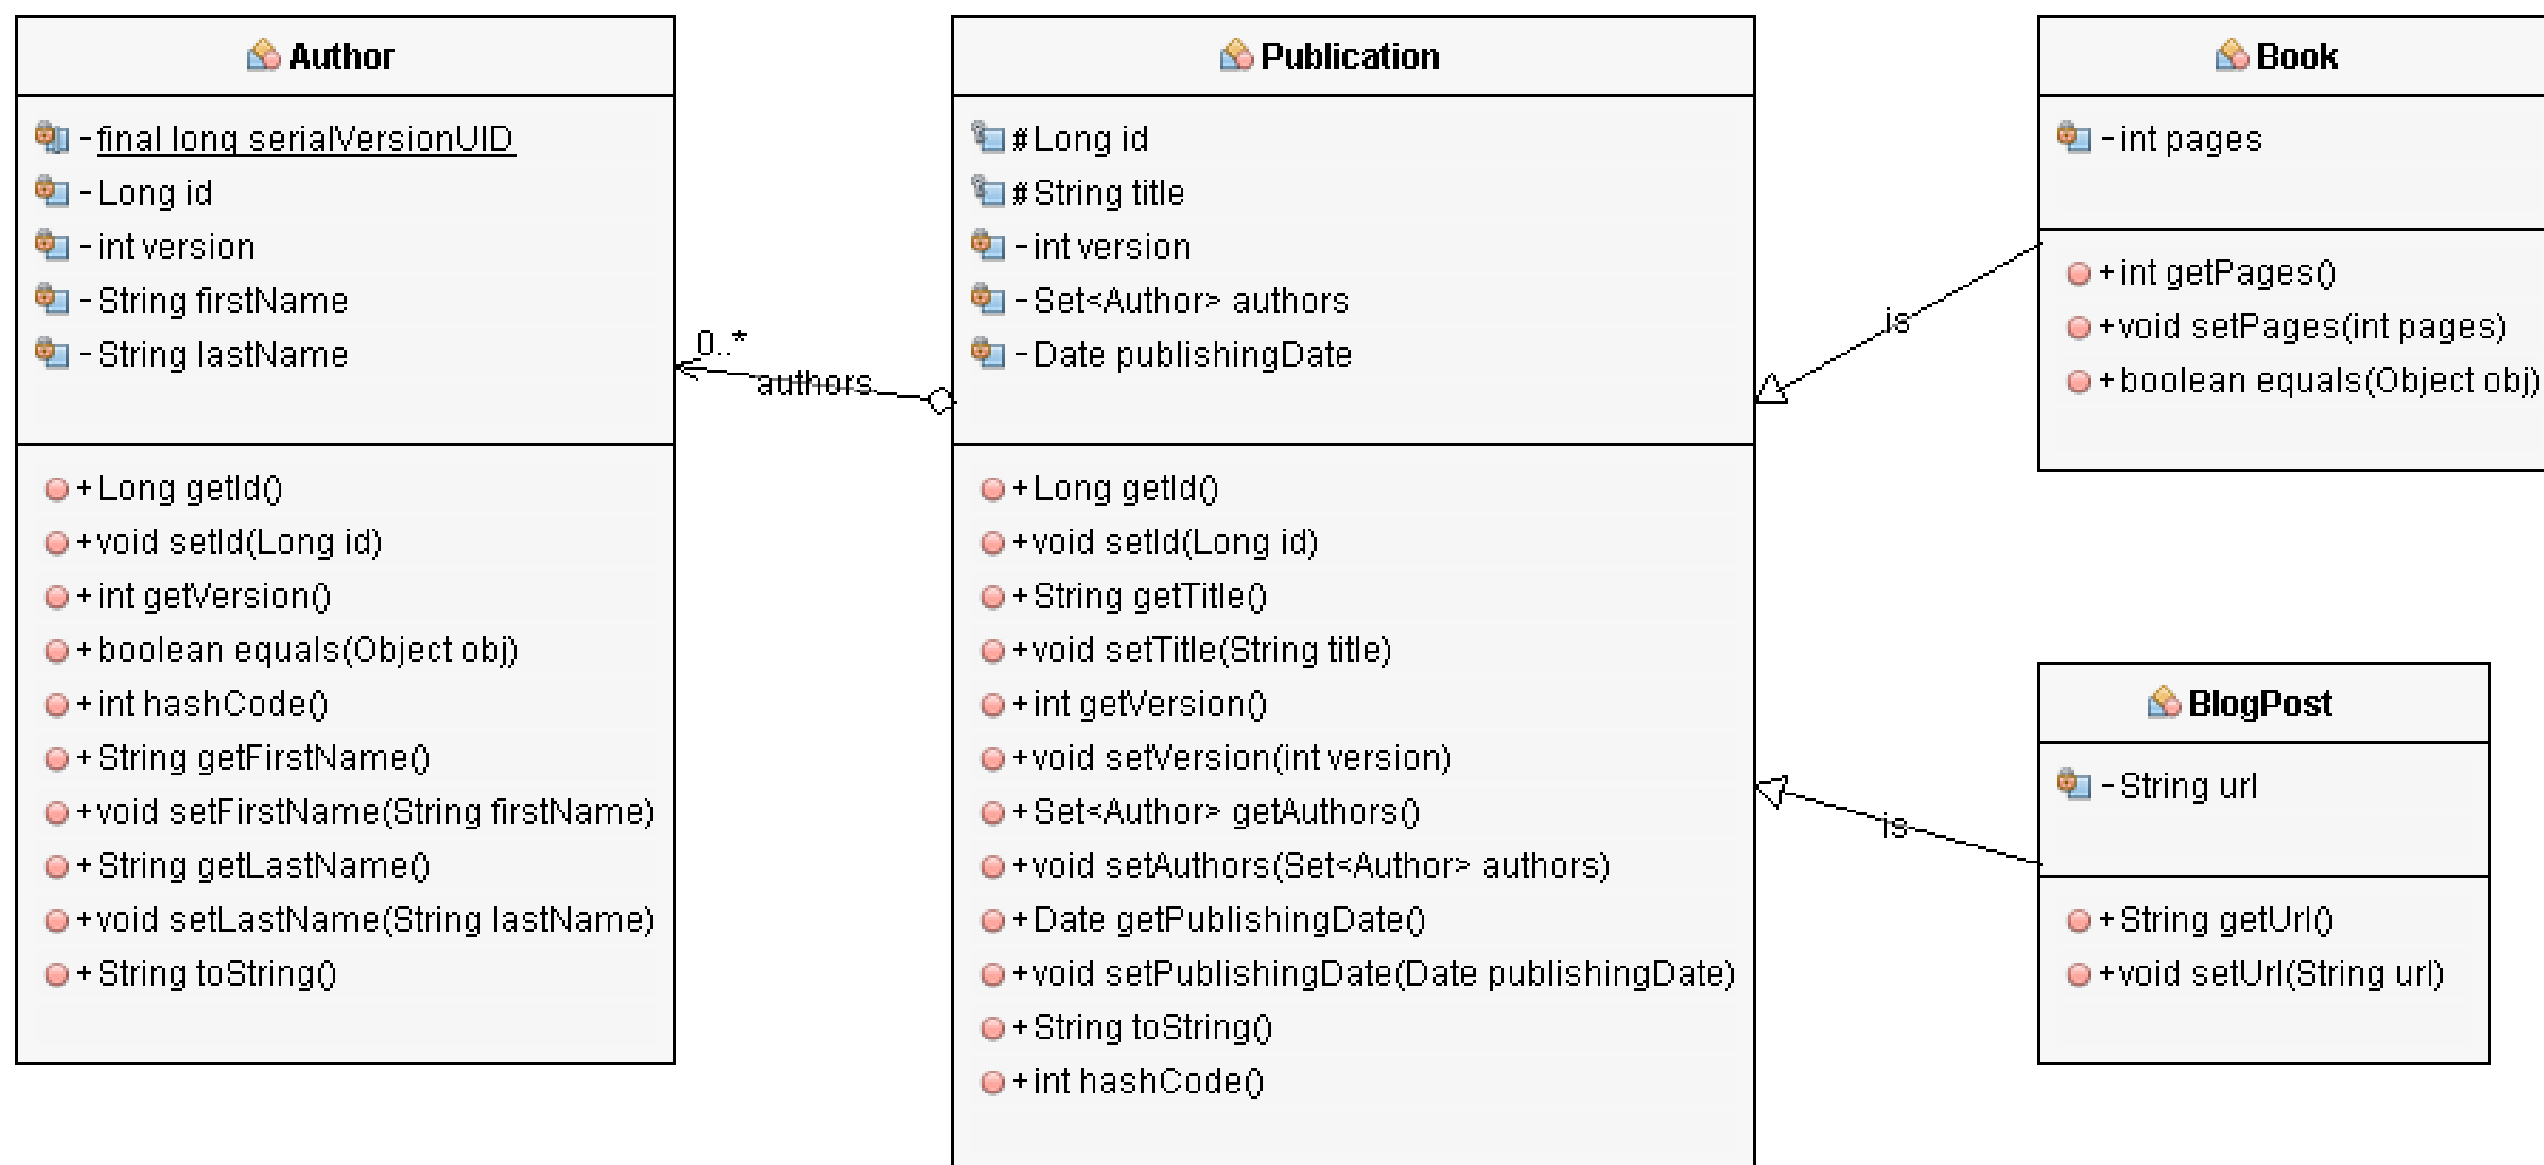 Author
-final long serialVersionUID
-Long id
-int version
-String firstName
-String lastName
+Long getId()
+void setId(Long id)
+int getVersion()
+boolean equals(Object obj)
+int hashCode()
+String getFirstName()
+void setFirstName(String firstName)
+String getLastName()
+void setLastName(String lastName)
+String toString()
0..*
authors
Publication
#Long id
#String title
-int version
-Set<Author> authors
-Date publishingDate
+Long getId()
+void setId(Long id)
+String getTitle()
+void setTitle(String title)
+int getVersion()
+void setVersion(int version)
+Set<Author> getAuthors()
+void setAuthors(Set<Author> authors)
+Date getPublishingDate()
+void setPublishingDate(Date publishingDate)
+String toString()
+int hashCode()
is
is
Book
-int pages
+int getPages()
+void setPages(int pages)
+boolean equals(Object obj)
BlogPost
-String url
+String getUrl()
+void setUrl(String url)